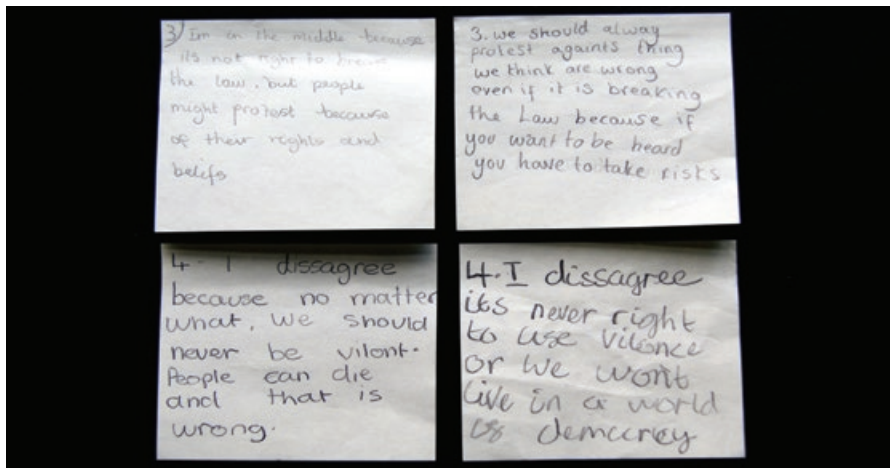 3) Im in the middle because
its not right to break
the law, but people
might protest because
of their rights and
belifs
3. we should alway
protest againts thing
we think are wrong
even if it is breaking
the Law because if
you want to be heard
you have to take risks
4. I dissagree
because no matter
what, we should
never be vilont.
People can die
and that is
wrong.
4. I dissagree
its never right
to use vilonce
or we wont
live in a world
democricy